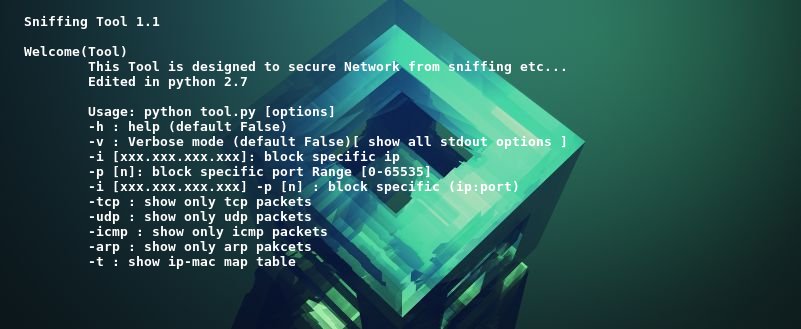 Sniffing Tool 1.1
Welcome(Tool)
This Tool is designed to secure Network from sniffing etc...
Edited in python 2.7
Usage: python tool.py [options]
-h : help (default False)
-v : Verbose mode (default False)[ show all stdout options ]
-i [xxx.xxx.xxx.xxx]: block specific ip
-p [n]: block specific port Range [0-65535]
-i [xxx.xxx.xxx.xxx] -p [n] : block specific (ip:port)
-tcp : show only tcp packets
-udp : show only udp packets
-icmp : show only icmp packets
-arp : show only arp pakcets
-t : show ip-mac map table